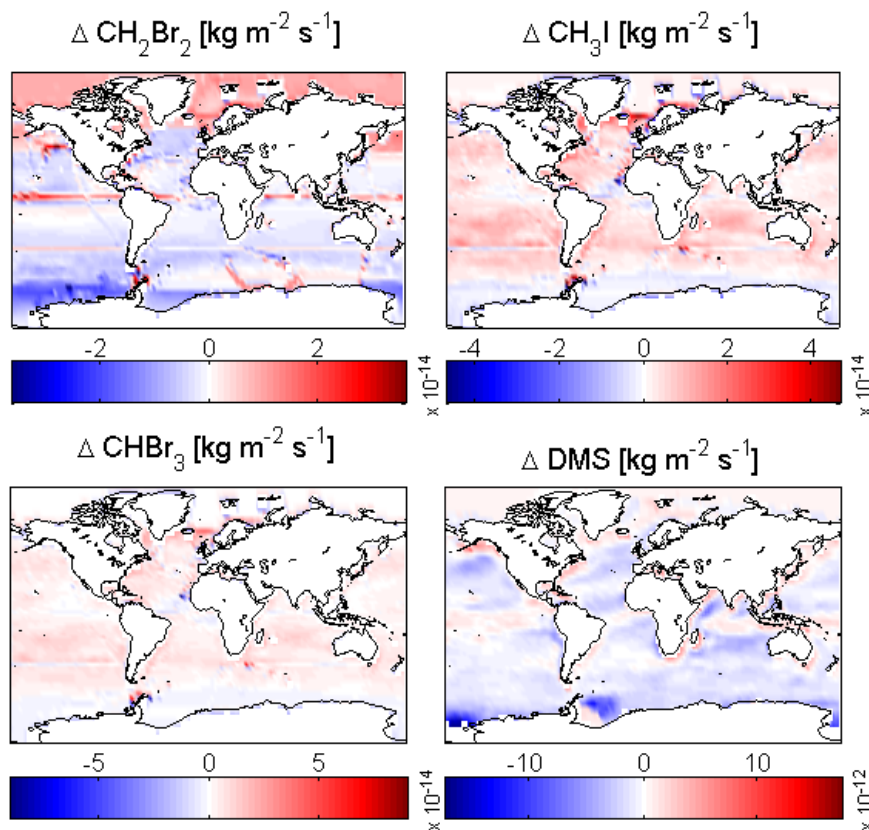 Δ CH₂Br₂ [kg m⁻² s⁻¹]
Δ CH₃I [kg m⁻² s⁻¹]
-2 0 2
x 10⁻¹⁴
-4 -2 0 2 4
x 10⁻¹⁴
Δ CHBr₃ [kg m⁻² s⁻¹]
Δ DMS [kg m⁻² s⁻¹]
-5 0 5
x 10⁻¹⁴
-10 0 10
x 10⁻¹²